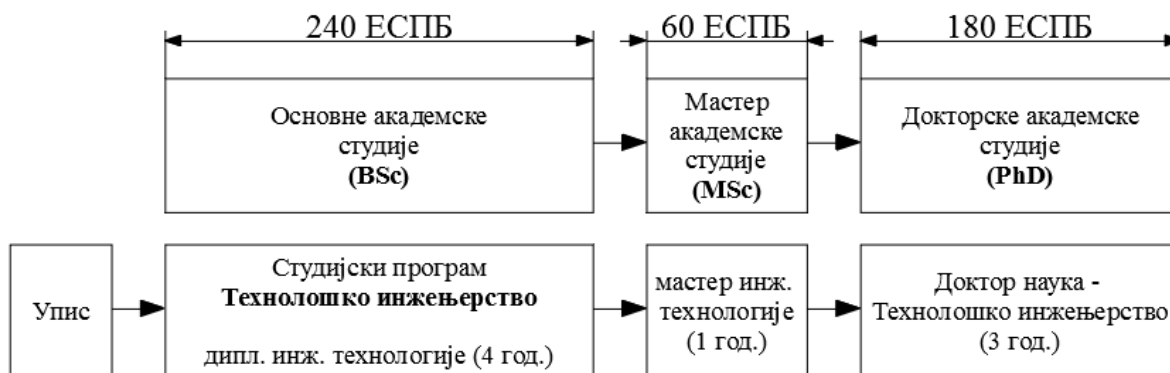 240 ЕСПБ
60 ЕСПБ
180 ЕСПБ
Основне академске
студије
(BSc)
Мастер
академске
студије
(MSc)
Докторске академске
студије
(PhD)
Упис
Студијски програм
Технолошко инжењерство
дипл. инж. технологије (4 год.)
мастер инж.
технологије
(1 год.)
Доктор наука -
Технолошко инжењерство
(3 год.)